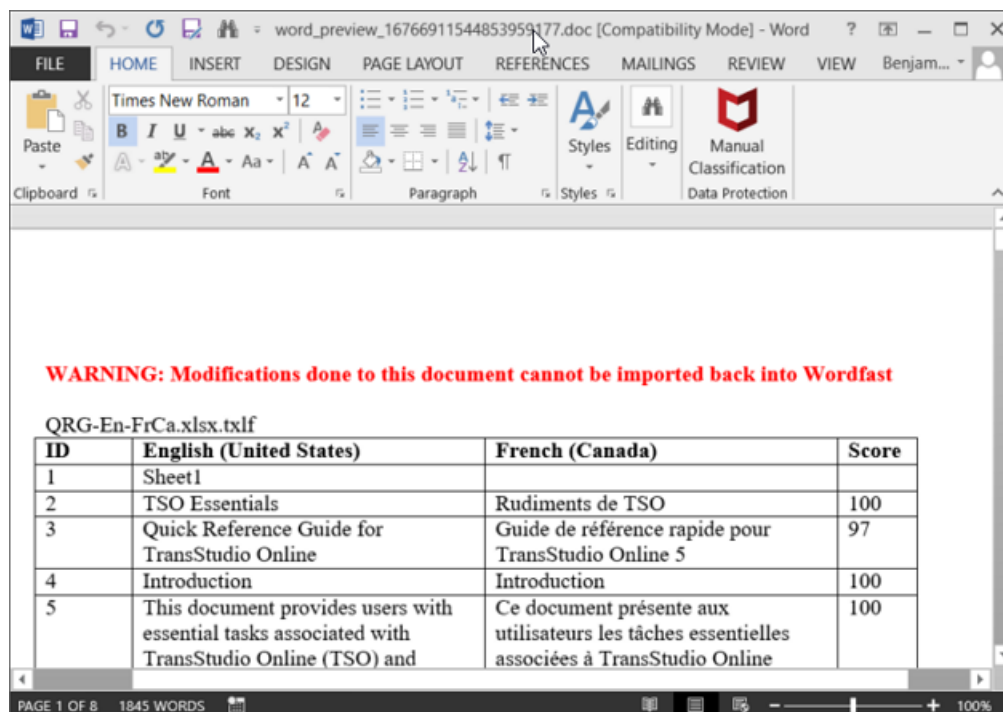 word_preview_16766911544853959177.doc [Compatibility Mode] - Word ?
FILE HOME INSERT DESIGN PAGE LAYOUT REFERENCES MAILINGS REVIEW VIEW Benjam...
Times New Roman 12
Paste
B I U abc X₂ X²
A ab A Aa A A
Styles
Editing
Manual
Classification
Clipboard Font Paragraph Styles Data Protection
WARNING: Modifications done to this document cannot be imported back into Wordfast
QRG-En-FrCa.xlsx.txlf
ID English (United States) French (Canada) Score
1 Sheet1
2 TSO Essentials Rudiments de TSO 100
3 Quick Reference Guide for Guide de référence rapide pour 97
TransStudio Online TransStudio Online 5
4 Introduction Introduction 100
5 This document provides users with Ce document présente aux 100
essential tasks associated with utilisateurs les tâches essentielles
TransStudio Online (TSO) and associées à TransStudio Online
PAGE 1 OF 8 1845 WORDS 100%